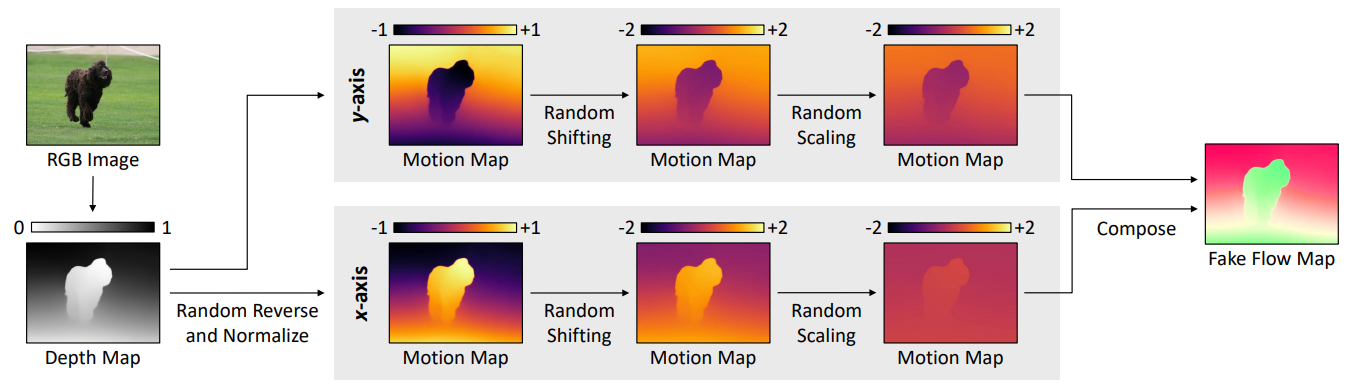 RGB Image
0 1
Depth Map
Random Reverse
and Normalize
y-axis
-1 +1
Motion Map
Random
Shifting
-2 +2
Motion Map
Random
Scaling
-2 +2
Motion Map
x-axis
-1 +1
Motion Map
Random
Shifting
-2 +2
Motion Map
Random
Scaling
-2 +2
Motion Map
Compose
Fake Flow Map